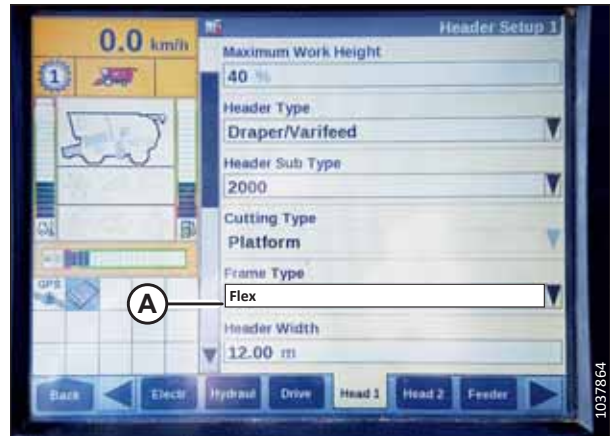 0.0 km/h
Header Setup 1
Maximum Work Height
40 %
1
Header Type
Draper/Varifeed
Header Sub Type
2000
Cutting Type
Platform
Frame Type
GPS
A
Flex
Header Width
12.00 m
Back
Electr
Hydraul
Drive
Head 1
Head 2
Feeder
1037864